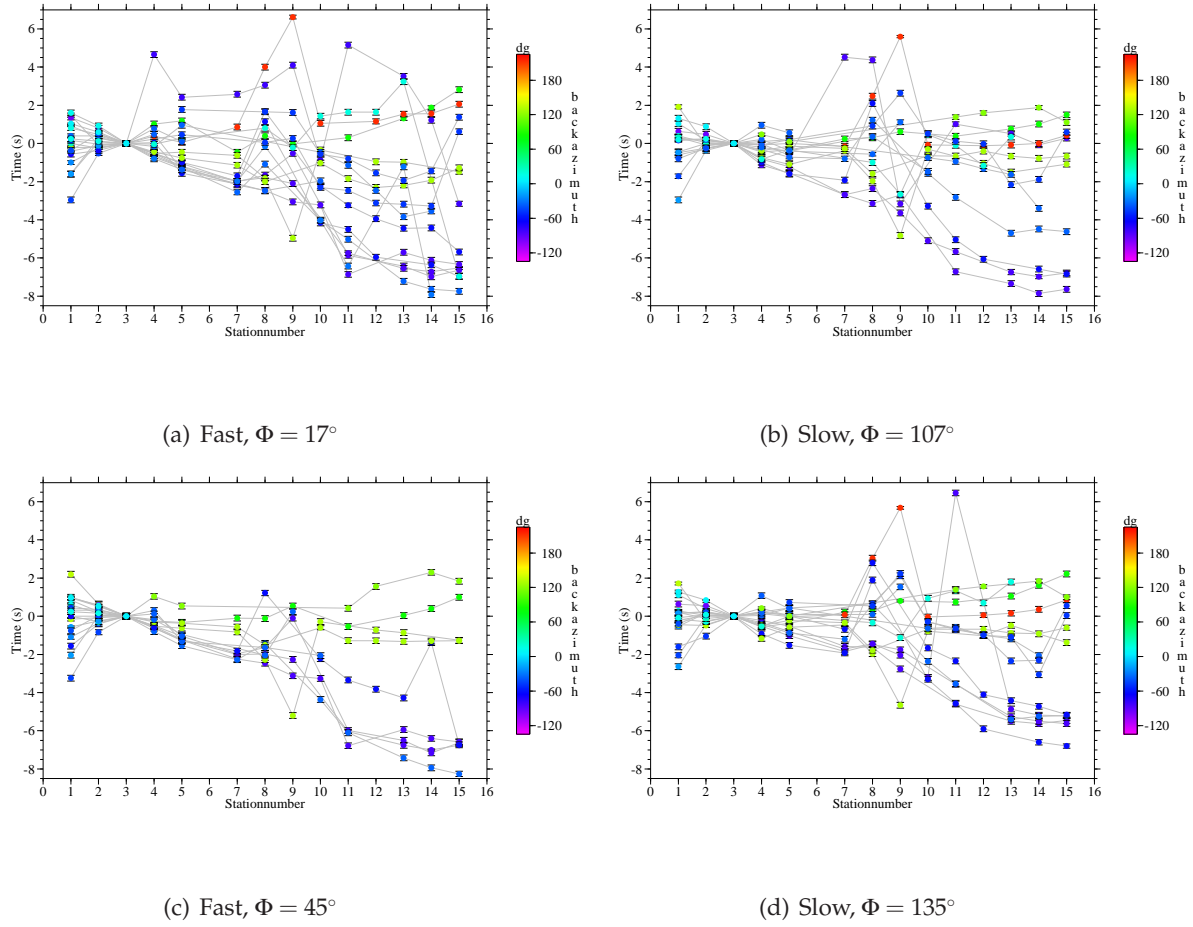 dg
6
4
2
0
-2
-4
-6
-8
Time (s)
0 1 2 3 4 5 6 7 8 9 10 11 12 13 14 15 16
Stationnumber
180
120
60
0
-60
-120
backazimuth
(a) Fast, Φ = 17°
dg
6
4
2
0
-2
-4
-6
-8
Time (s)
0 1 2 3 4 5 6 7 8 9 10 11 12 13 14 15 16
Stationnumber
180
120
60
0
-60
-120
backazimuth
(b) Slow, Φ = 107°
dg
6
4
2
0
-2
-4
-6
-8
Time (s)
0 1 2 3 4 5 6 7 8 9 10 11 12 13 14 15 16
Stationnumber
180
120
60
0
-60
-120
backazimuth
(c) Fast, Φ = 45°
dg
6
4
2
0
-2
-4
-6
-8
Time (s)
0 1 2 3 4 5 6 7 8 9 10 11 12 13 14 15 16
Stationnumber
180
120
60
0
-60
-120
backazimuth
(d) Slow, Φ = 135°